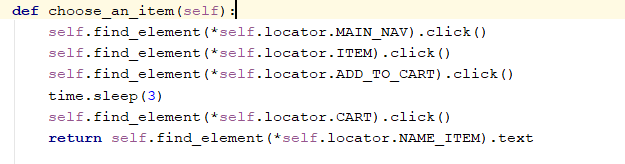 def choose_an_item(self):
self.find_element(*self.locator.MAIN_NAV).click()
self.find_element(*self.locator.ITEM).click()
self.find_element(*self.locator.ADD_TO_CART).click()
time.sleep(3)
self.find_element(*self.locator.CART).click()
return self.find_element(*self.locator.NAME_ITEM).text